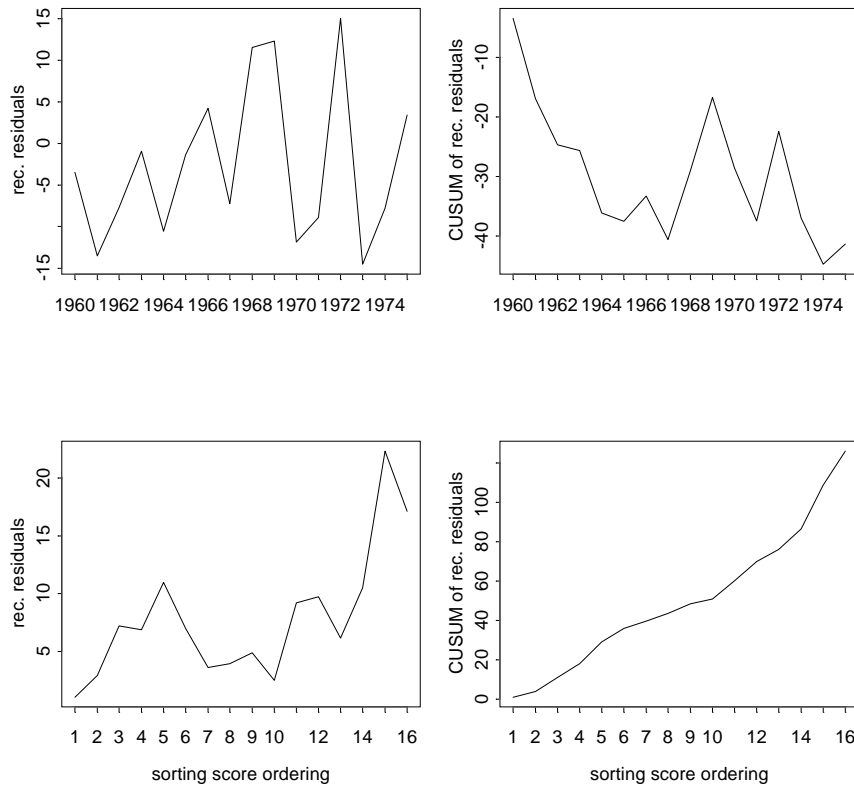 rec. residuals
15
10
5
0
-5
-15
1960 1962 1964 1966 1968 1970 1972 1974
CUSUM of rec. residuals
-10
-20
-30
-40
1960 1962 1964 1966 1968 1970 1972 1974
rec. residuals
20
15
10
5
1 2 3 4 5 6 7 8 9 10 12 14 16
sorting score ordering
CUSUM of rec. residuals
100
80
60
40
20
0
1 2 3 4 5 6 7 8 9 10 12 14 16
sorting score ordering